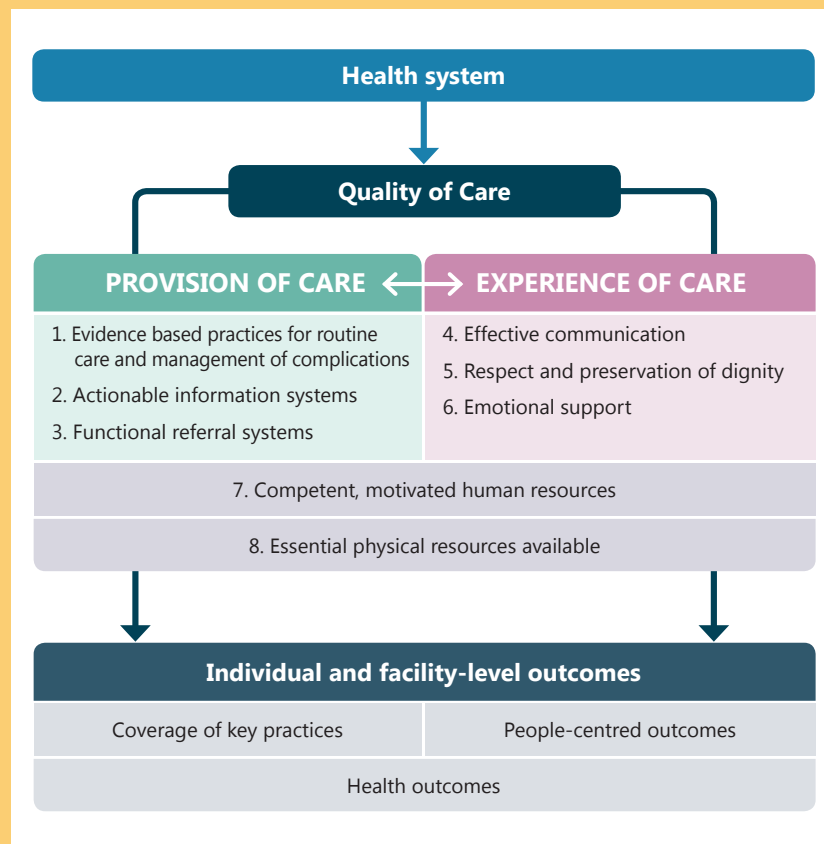 Health system
Quality of Care
PROVISION OF CARE
EXPERIENCE OF CARE
1. Evidence based practices for routine
care and management of complications
2. Actionable information systems
3. Functional referral systems
4. Effective communication
5. Respect and preservation of dignity
6. Emotional support
7. Competent, motivated human resources
8. Essential physical resources available
Individual and facility-level outcomes
Coverage of key practices
People-centred outcomes
Health outcomes